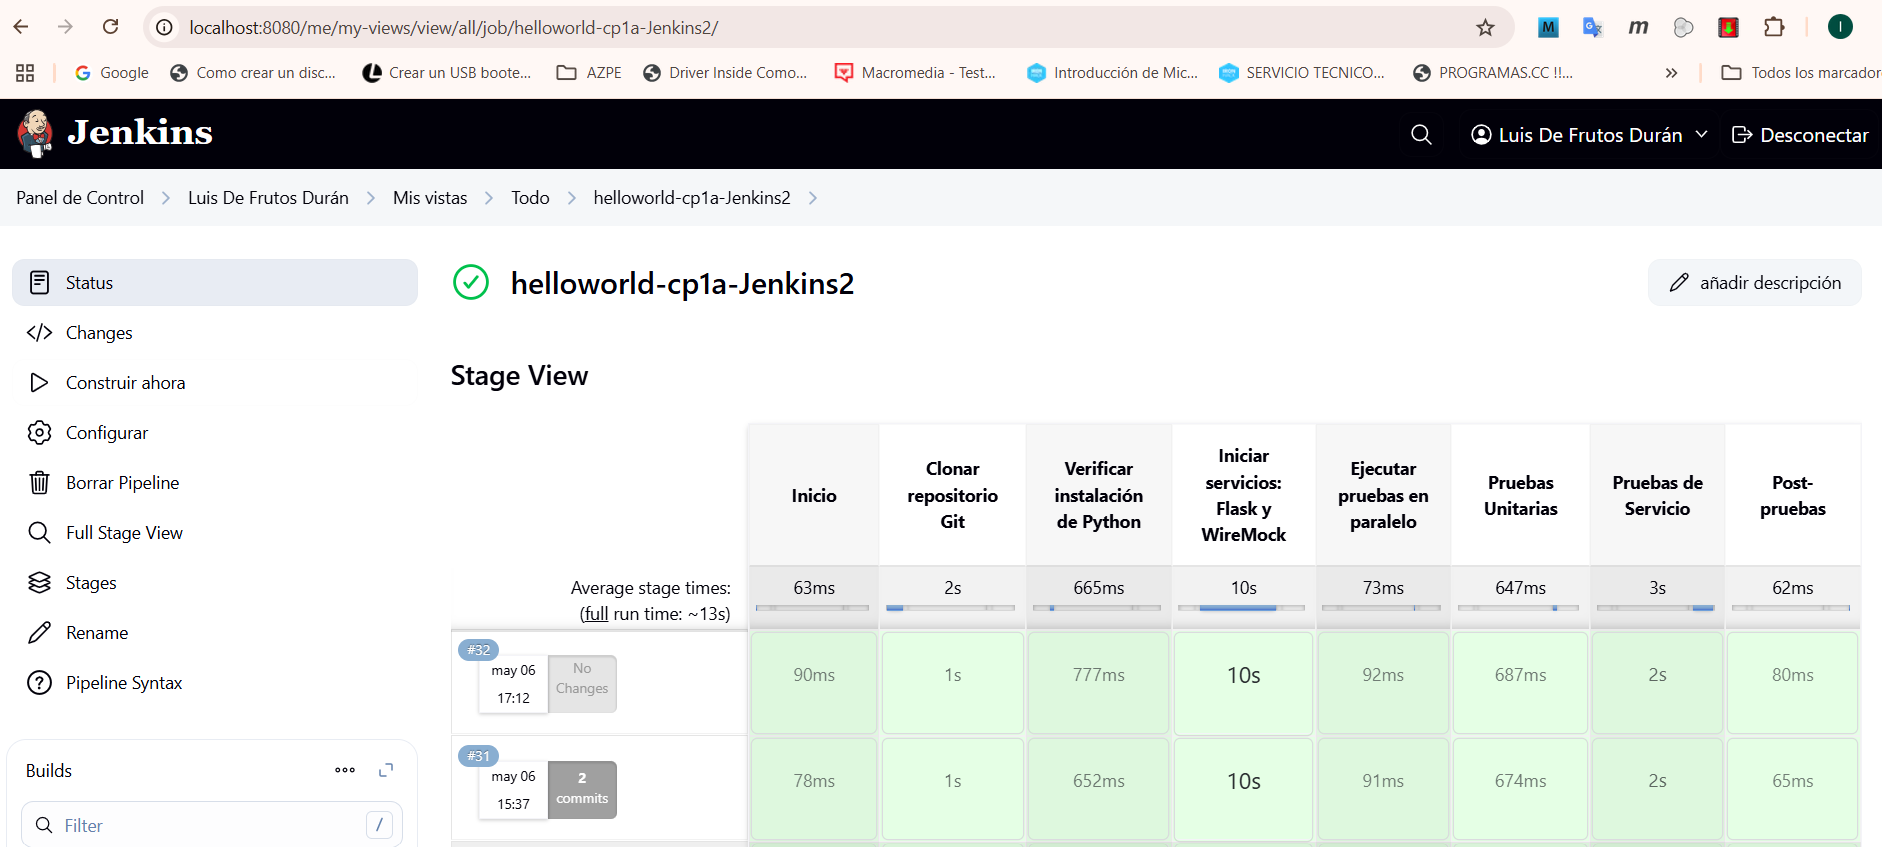 localhost:8080/me/my-views/view/all/job/helloworld-cp1a-Jenkins2/
M
m
I
Google
Como crear un disc...
Crear un USB boote...
AZPE
Driver Inside Como...
Macromedia - Test...
Introducción de Mic...
SERVICIO TECNICO...
PROGRAMAS.CC !!...
»
Todos los marcador
Jenkins
Luis De Frutos Durán
Desconectar
Panel de Control
Luis De Frutos Durán
Mis vistas
Todo
helloworld-cp1a-Jenkins2
Status
Changes
Construir ahora
Configurar
Borrar Pipeline
Full Stage View
Stages
Rename
Pipeline Syntax
Builds
Filter
/
helloworld-cp1a-Jenkins2
añadir descripción
Stage View
Inicio
Clonar
repositorio
Git
Verificar
instalación
de Python
Iniciar
servicios:
Flask y
WireMock
Ejecutar
pruebas en
paralelo
Pruebas
Unitarias
Pruebas de
Servicio
Post-
pruebas
Average stage times:
(full run time: ~13s)
63ms
2s
665ms
10s
73ms
647ms
3s
62ms
#32
may 06
17:12
No
Changes
90ms
1s
777ms
10s
92ms
687ms
2s
80ms
#31
may 06
15:37
2
commits
78ms
1s
652ms
10s
91ms
674ms
2s
65ms